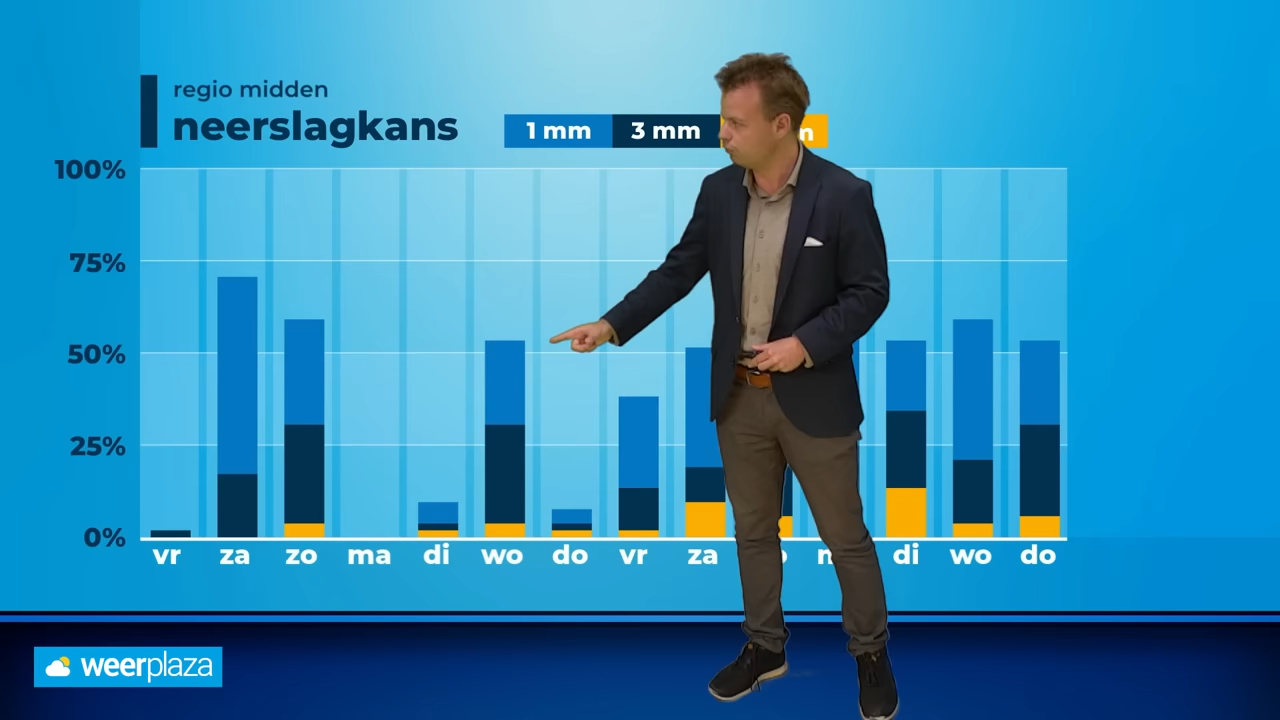 regio midden
neerslagkans
1 mm 3 mm
100%
75%
50%
25%
0%
vr za zo ma di wo do vr za di wo do
weerplaza